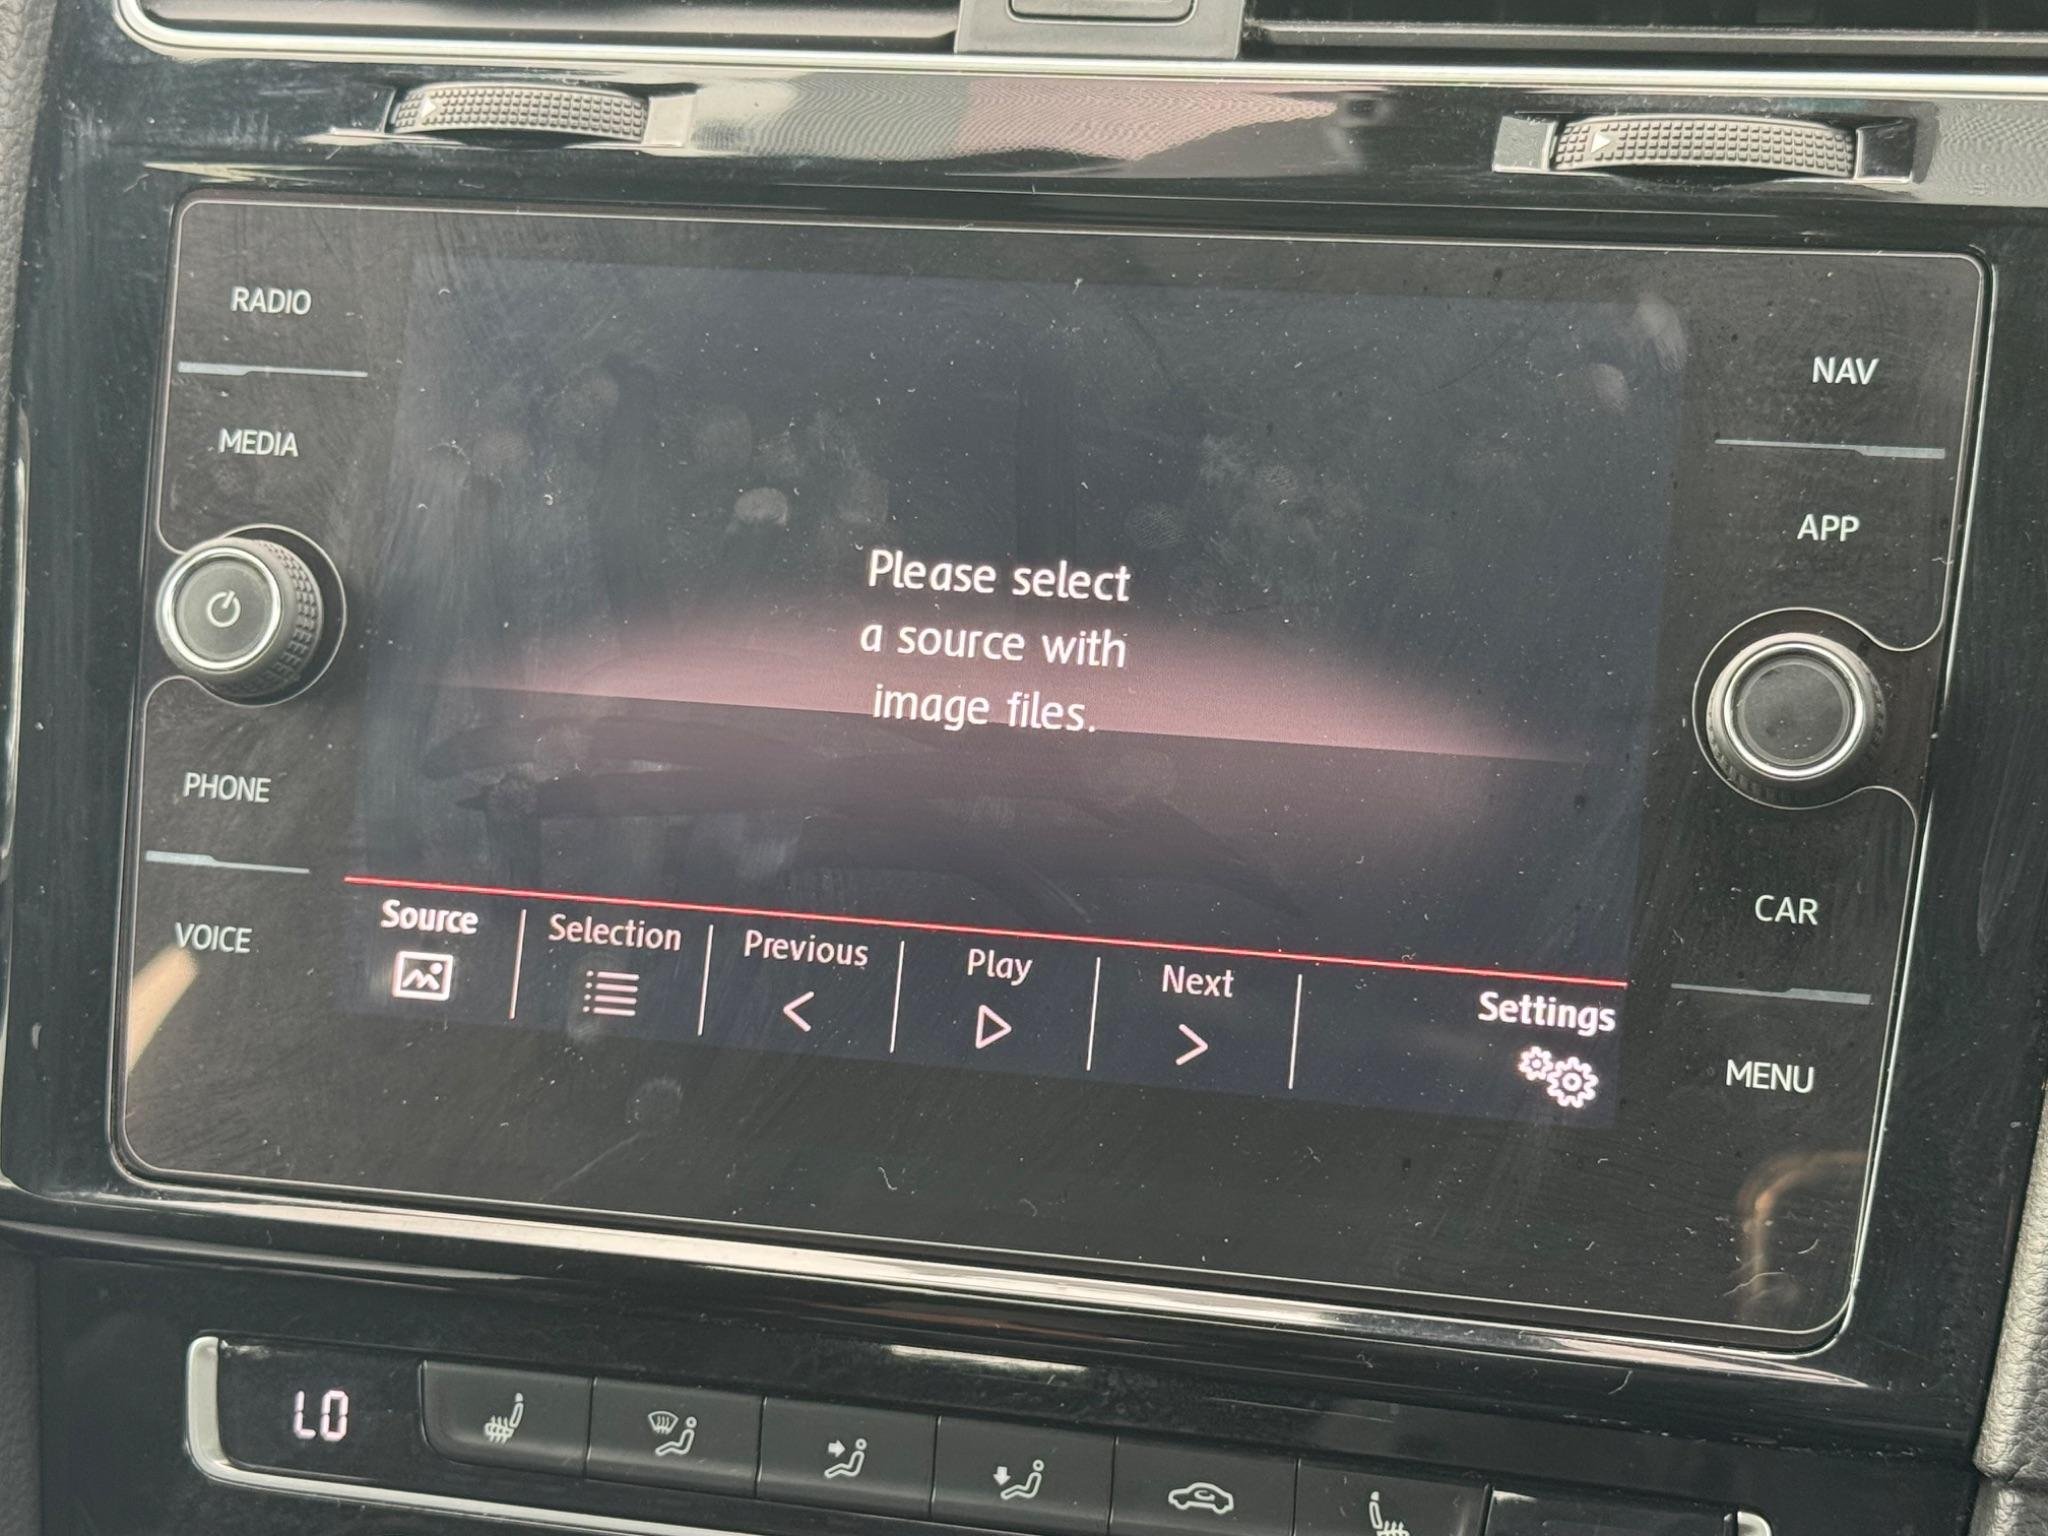 RADIO
MEDIA
PHONE
VOICE
Please select
a source with
image files.
Source
Selection
Previous
Play
Next
Settings
NAV
APP
CAR
MENU
LO